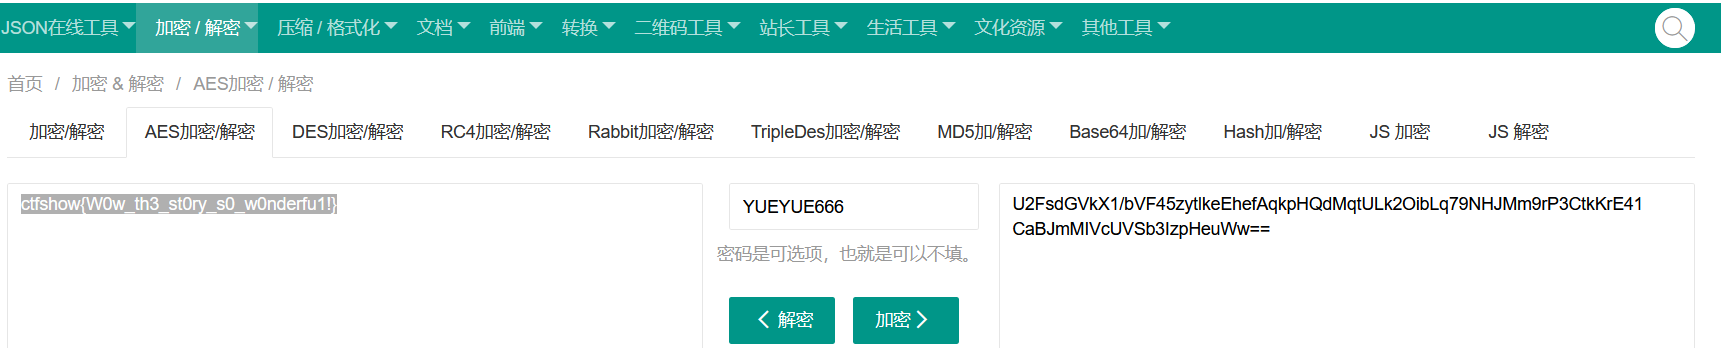 JSON在线工具 加密 / 解密 压缩 / 格式化 文档 前端 转换 二维码工具 站长工具 生活工具 文化资源 其他工具
首页 / 加密 & 解密 / AES加密 / 解密
加密/解密 AES加密/解密 DES加密/解密 RC4加密/解密 Rabbit加密/解密 TripleDes加密/解密 MD5加/解密 Base64加/解密 Hash加/解密 JS 加密 JS 解密
ctfshow{W0w_th3_st0ry_s0_w0nderfu1!}
YUEYUE666
密码是可选项，也就是可以不填。
解密 加密
U2FsdGVkX1/bVF45zytlkeEhefAqkpHQdMqtULk2OibLq79NHJMm9rP3CtkKrE41
CaBJmMIVcUVSb3IzpHeuWw==